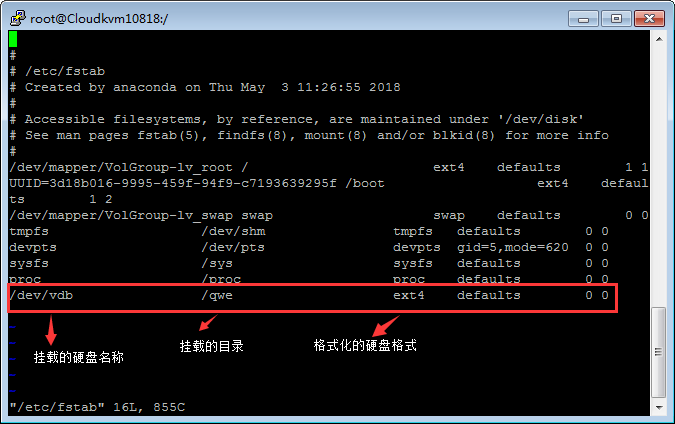 root@Cloudkvm10818:/
#
# /etc/fstab
# Created by anaconda on Thu May  3 11:26:55 2018
#
# Accessible filesystems, by reference, are maintained under '/dev/disk'
# See man pages fstab(5), findfs(8), mount(8) and/or blkid(8) for more info
#
/dev/mapper/VolGroup-lv_root /                       ext4    defaults        1 1
UUID=3d18b016-9995-459f-94f9-c7193639295f /boot                   ext4    defaul
ts        1 2
/dev/mapper/VolGroup-lv_swap swap                    swap    defaults        0 0
tmpfs                   /dev/shm                tmpfs   defaults        0 0
devpts                  /dev/pts                devpts  gid=5,mode=620  0 0
sysfs                   /sys                    sysfs   defaults        0 0
proc                    /proc                   proc    defaults        0 0
/dev/vdb                /qwe                    ext4    defaults        0 0
~
挂载的硬盘名称 挂载的目录 格式化的硬盘格式
~
~
~
~
"/etc/fstab" 16L, 855C